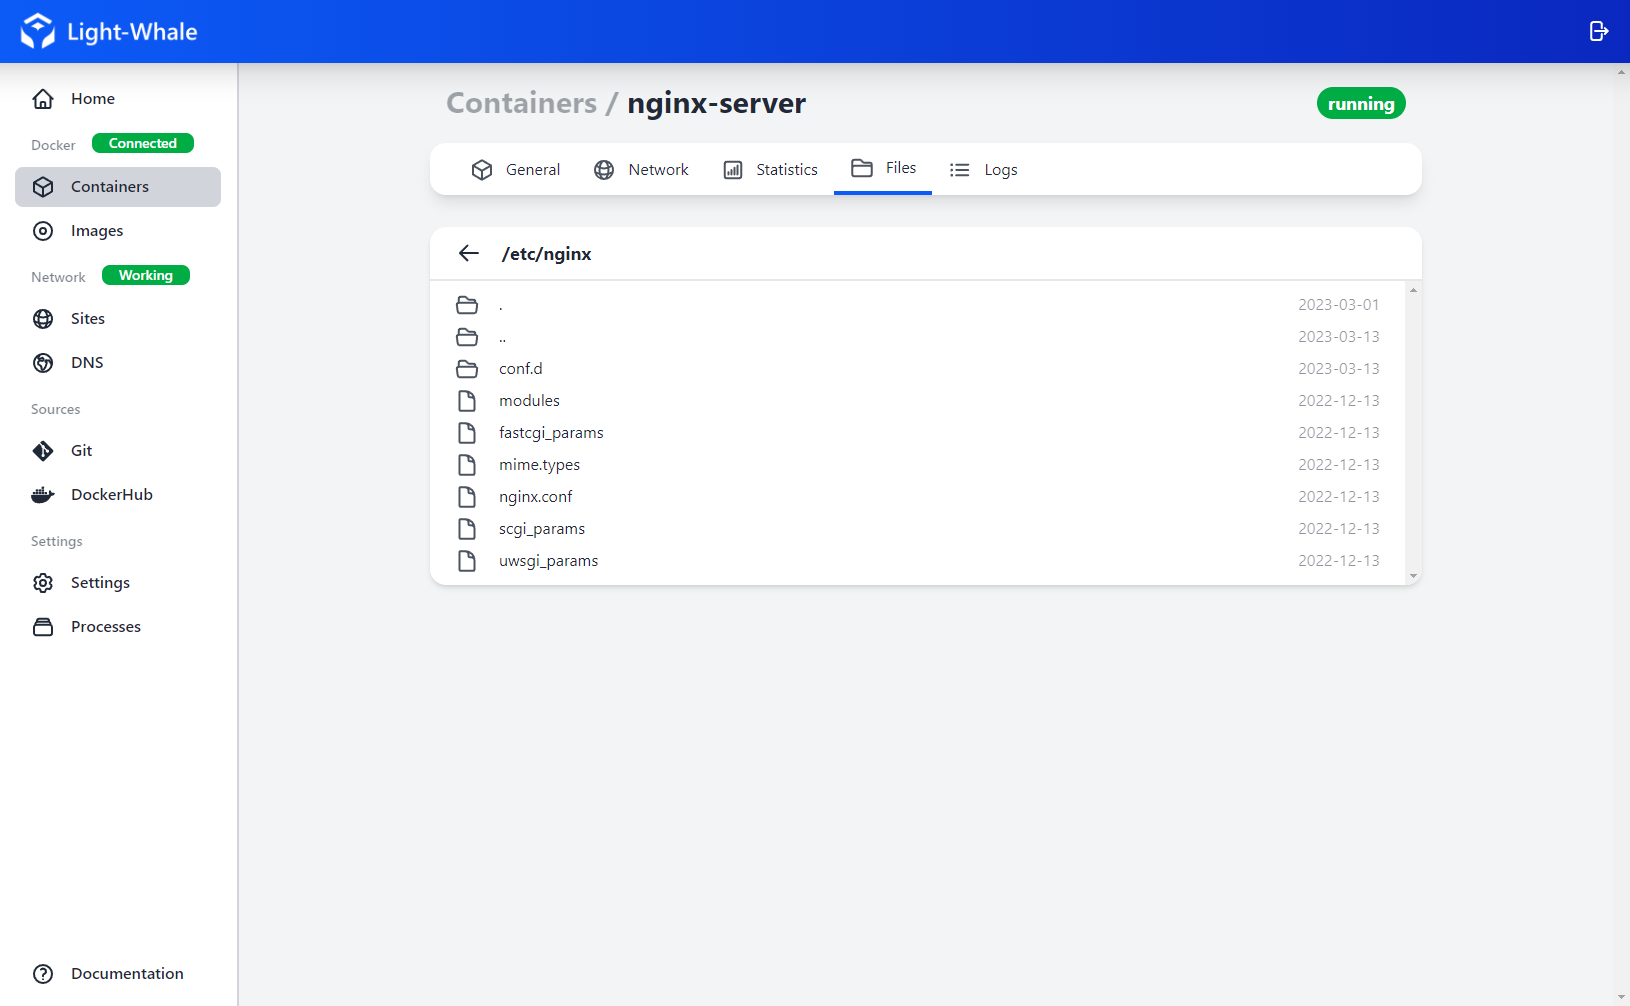 Light-Whale
Home
Docker Connected
Containers
Images
Network Working
Sites
DNS
Sources
Git
DockerHub
Settings
Settings
Processes
Documentation
Containers / nginx-server running
General Network Statistics Files Logs
/etc/nginx
. 2023-03-01
.. 2023-03-13
conf.d 2023-03-13
modules 2022-12-13
fastcgi_params 2022-12-13
mime.types 2022-12-13
nginx.conf 2022-12-13
scgi_params 2022-12-13
uwsgi_params 2022-12-13